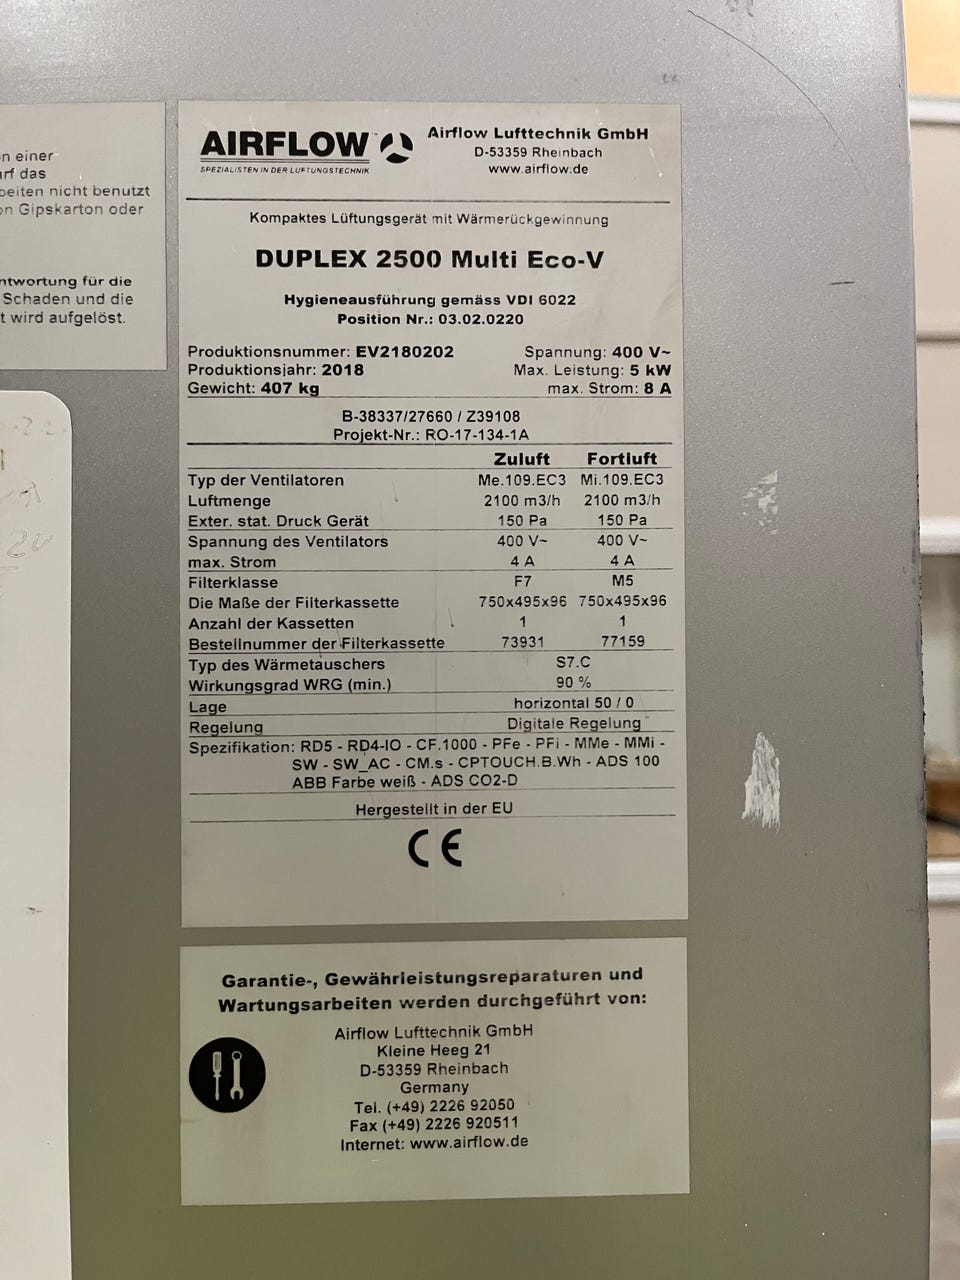 n einer
rf das
beiten nicht benutzt
on Gipskarton oder
ntwortung für die
Schaden und die
t wird aufgelöst.
AIRFLOW™
SPEZIALISTEN IN DER LÜFTUNGSTECHNIK
Airflow Lufttechnik GmbH
D-53359 Rheinbach
www.airflow.de
Kompaktes Lüftungsgerät mit Wärmerückgewinnung
DUPLEX 2500 Multi Eco-V
Hygieneausführung gemäss VDI 6022
Position Nr.: 03.02.0220
Produktionsnummer: EV2180202 Spannung: 400 V~
Produktionsjahr: 2018 Max. Leistung: 5 kW
Gewicht: 407 kg max. Strom: 8 A
B-38337/27660 / Z39108
Projekt-Nr.: RO-17-134-1A
Zuluft Fortluft
Typ der Ventilatoren Me.109.EC3 Mi.109.EC3
Luftmenge 2100 m3/h 2100 m3/h
Exter. stat. Druck Gerät 150 Pa 150 Pa
Spannung des Ventilators 400 V~ 400 V~
max. Strom 4 A 4 A
Filterklasse F7 M5
Die Maße der Filterkassette 750x495x96 750x495x96
Anzahl der Kassetten 1 1
Bestellnummer der Filterkassette 73931 77159
Typ des Wärmetauschers S7.C
Wirkungsgrad WRG (min.) 90 %
Lage horizontal 50 / 0
Regelung Digitale Regelung
Spezifikation: RD5 - RD4-IO - CF.1000 - PFe - PFi - MMe - MMi -
SW - SW_AC - CM.s - CPTOUCH.B.Wh - ADS 100
ABB Farbe weiß - ADS CO2-D
Hergestellt in der EU
CE
Garantie-, Gewährleistungsreparaturen und
Wartungsarbeiten werden durchgeführt von:
Airflow Lufttechnik GmbH
Kleine Heeg 21
D-53359 Rheinbach
Germany
Tel. (+49) 2226 92050
Fax (+49) 2226 920511
Internet: www.airflow.de